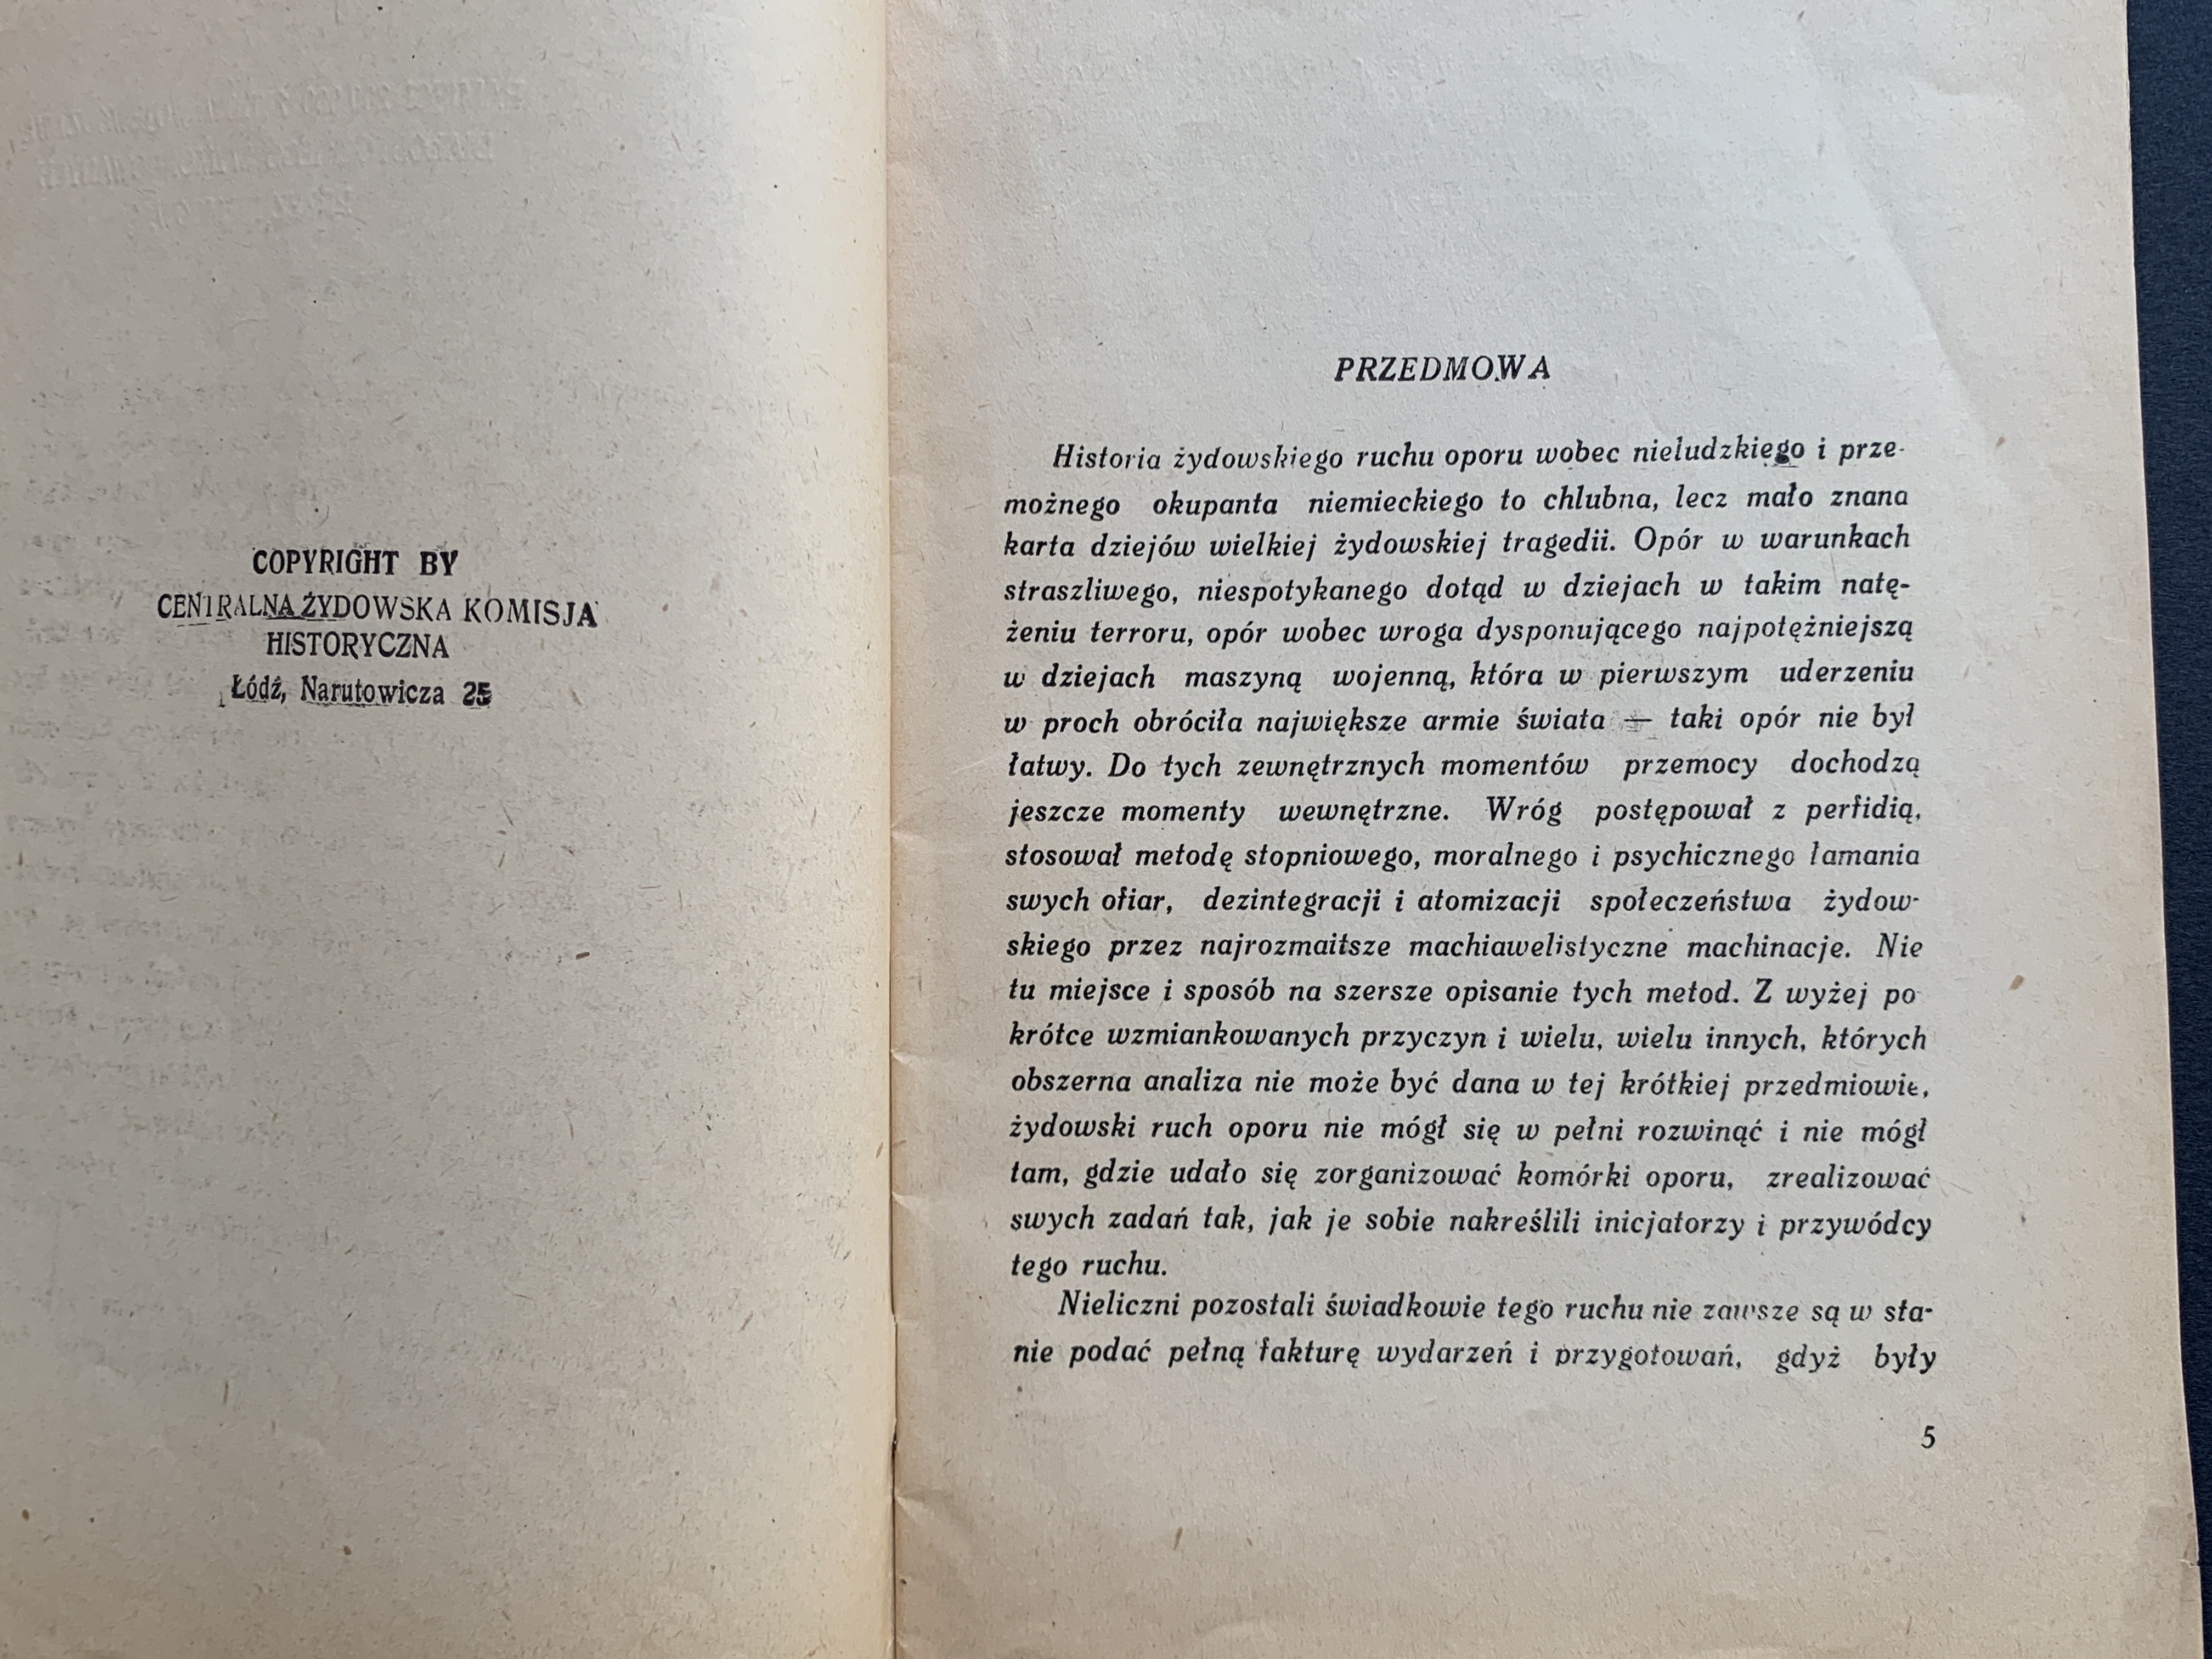 COPYRIGHT BY
CENTRALNA ŻYDOWSKA KOMISJA
HISTORYCZNA
Łódź, Narutowicza 25
PRZEDMOWA
Historia żydowskiego ruchu oporu wobec nieludzkiego i prze-
możnego okupanta niemieckiego to chlubna, lecz mało znana
karta dziejów wielkiej żydowskiej tragedii. Opór w warunkach
straszliwego, niespotykanego dotąd w dziejach w takim natę-
żeniu terroru, opór wobec wroga dysponującego najpotężniejszą
w dziejach maszyną wojenną, która w pierwszym uderzeniu
w proch obróciła największe armie świata — taki opór nie był
łatwy. Do tych zewnętrznych momentów przemocy dochodzą
jeszcze momenty wewnętrzne. Wróg postępował z perfidią,
stosował metodę stopniowego, moralnego i psychicznego łamania
swych ofiar, dezintegracji i atomizacji społeczeństwa żydow-
skiego przez najrozmaitsze machiawelistyczne machinacje. Nie
tu miejsce i sposób na szersze opisanie tych metod. Z wyżej po
krótce wzmiankowanych przyczyn i wielu, wielu innych, których
obszerna analiza nie może być dana w tej krótkiej przedmiowie,
żydowski ruch oporu nie mógł się w pełni rozwinąć i nie mógł
tam, gdzie udało się zorganizować komórki oporu, zrealizować
swych zadań tak, jak je sobie nakreślili inicjatorzy i przywódcy
tego ruchu.
Nieliczni pozostali świadkowie tego ruchu nie zawsze są w sta-
nie podać pełną fakturę wydarzeń i przygotowań, gdyż były
5